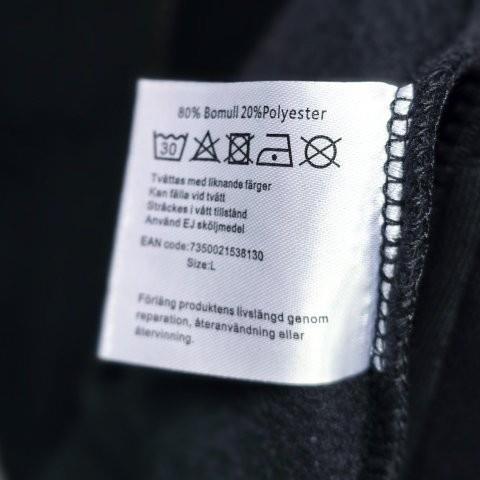 80% Bomull 20%Polyester
30
Tvättas med liknande färger
Kan fälla vid tvätt
Sträckes i vått tillstånd
Använd EJ sköljmedel
EAN code:7350021538130
Size:L
Förläng produktens livslängd genom
reparation, återanvändning eller
återvinning.